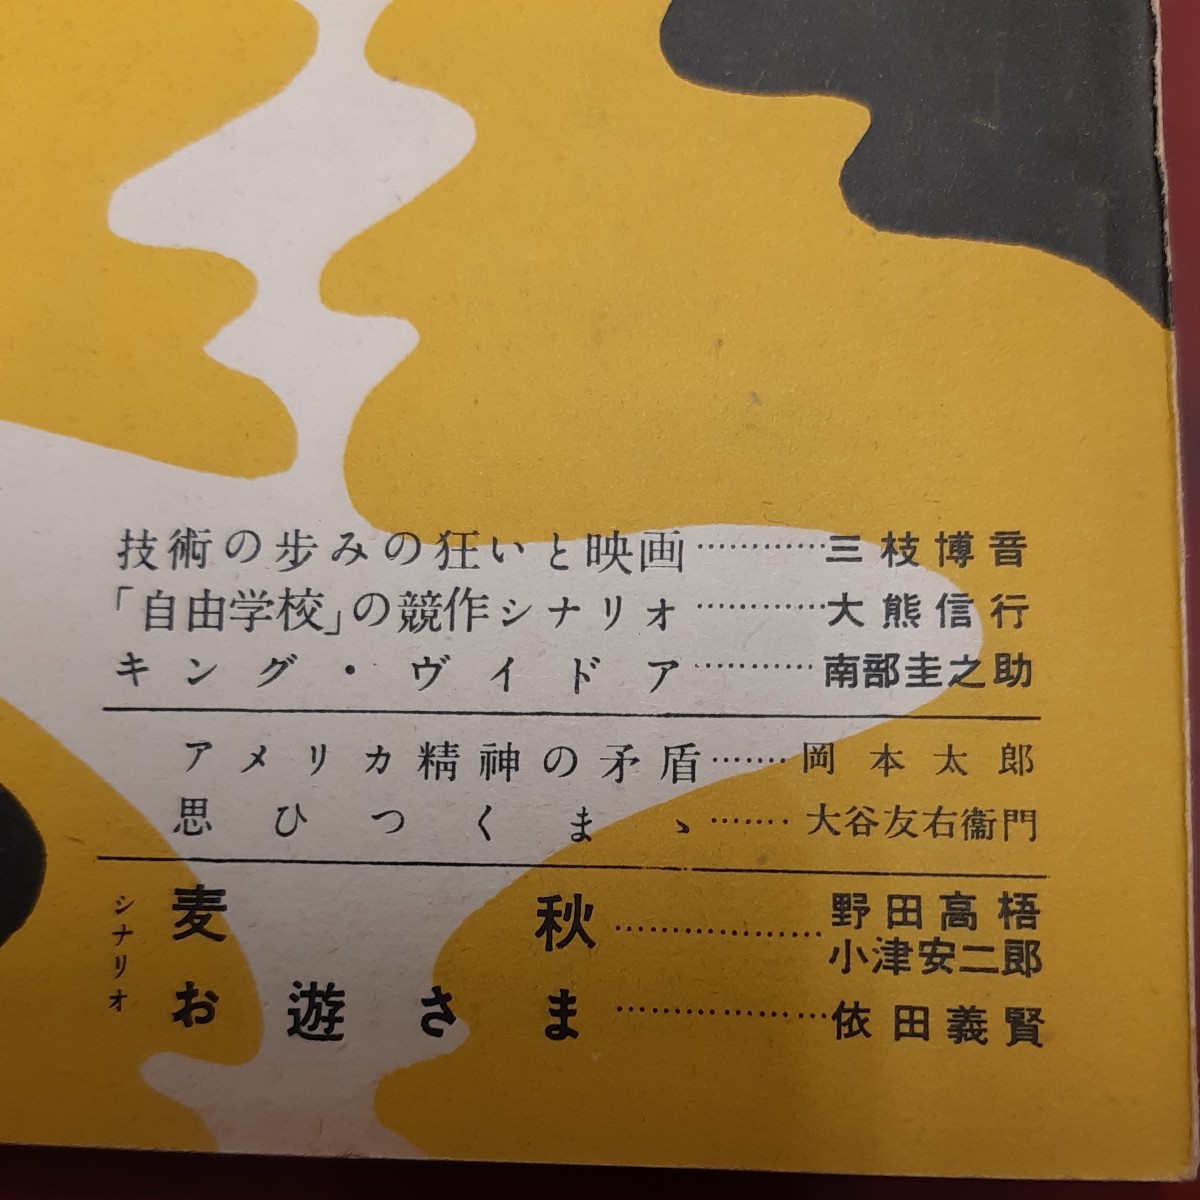 技術の歩みの狂いと映画…………三枝博音
「自由学校」の競作シナリオ…………大熊信行
キング・ヴイドア…………南部圭之助
アメリカ精神の矛盾……岡本太郎
思ひつくまゝ……大谷友右衛門
シナリオ
麦秋………………野田高梧
小津安二郎
お遊さま………………依田義賢